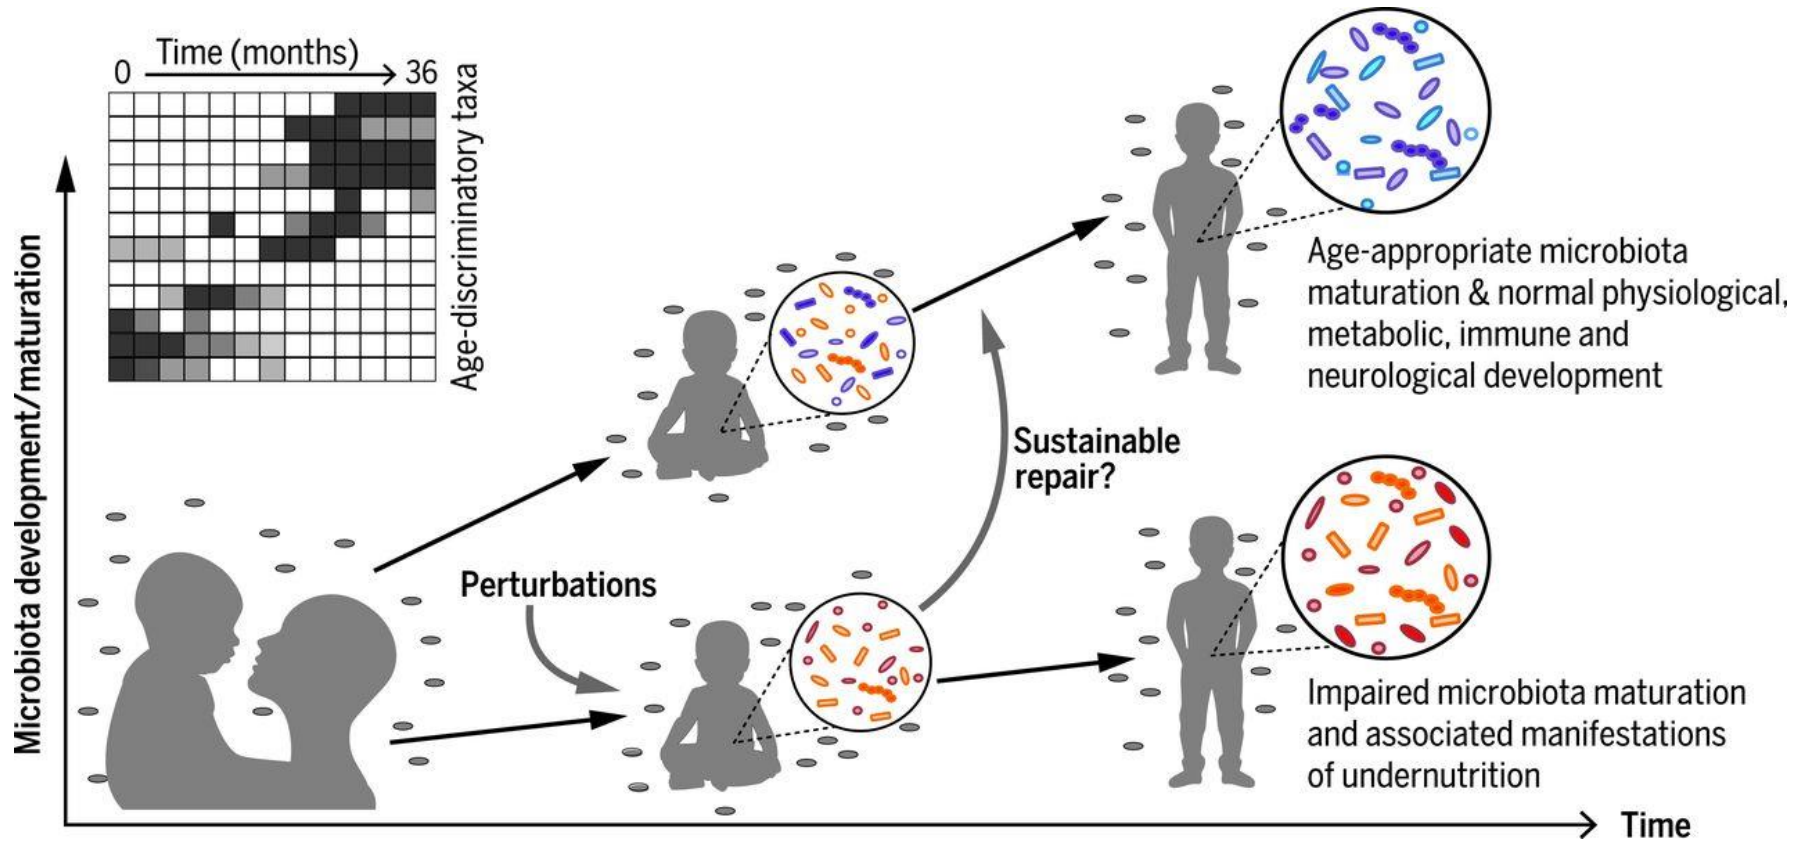 Time (months)
0
36
Age-discriminatory taxa
Microbiota development/maturation
Age-appropriate microbiota
maturation & normal physiological,
metabolic, immune and
neurological development
Sustainable
repair?
Perturbations
Impaired microbiota maturation
and associated manifestations
of undernutrition
Time